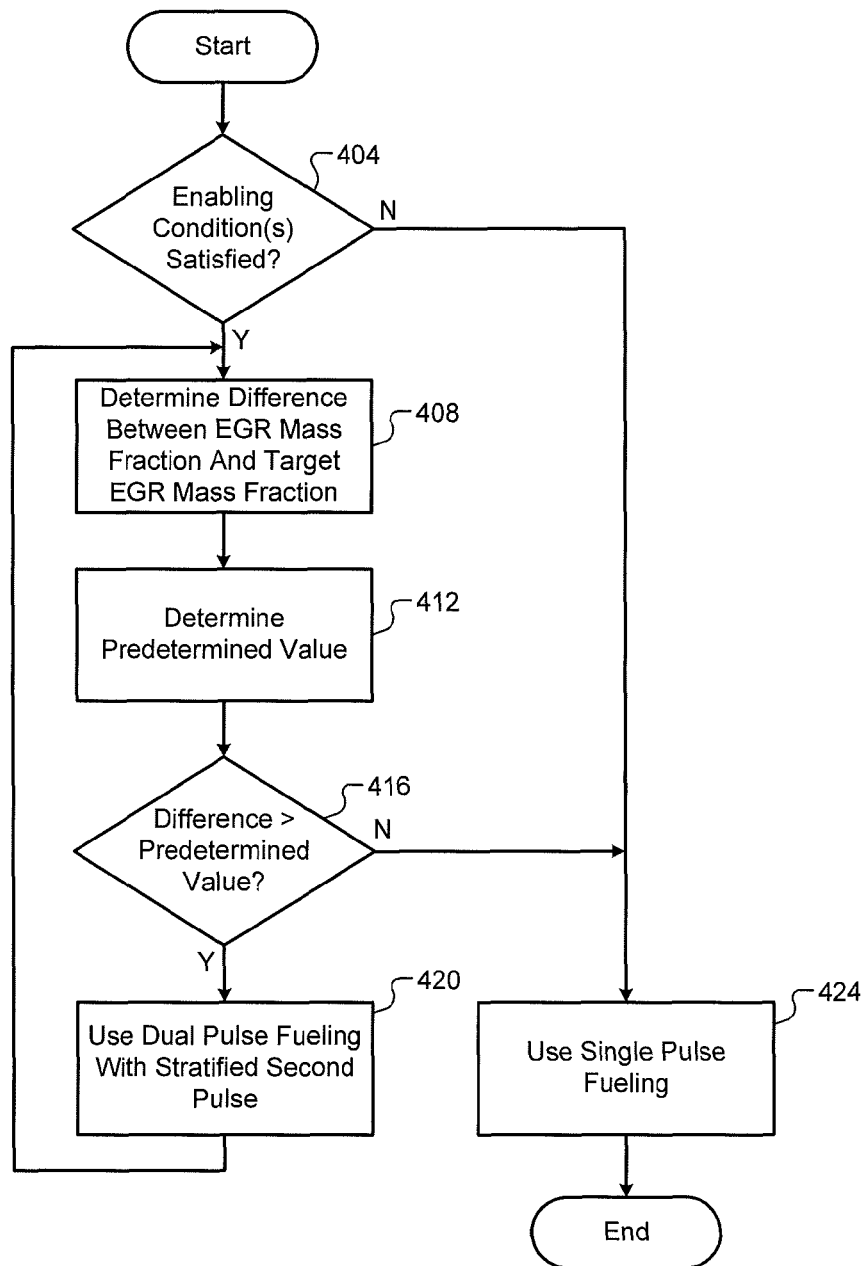 Start
404
Enabling
Condition(s)
Satisfied?
N
Y
Determine Difference
Between EGR Mass
Fraction And Target
EGR Mass Fraction
408
Determine
Predetermined Value
412
416
Difference >
Predetermined
Value?
N
Y
420
Use Dual Pulse Fueling
With Stratified Second
Pulse
424
Use Single Pulse
Fueling
End